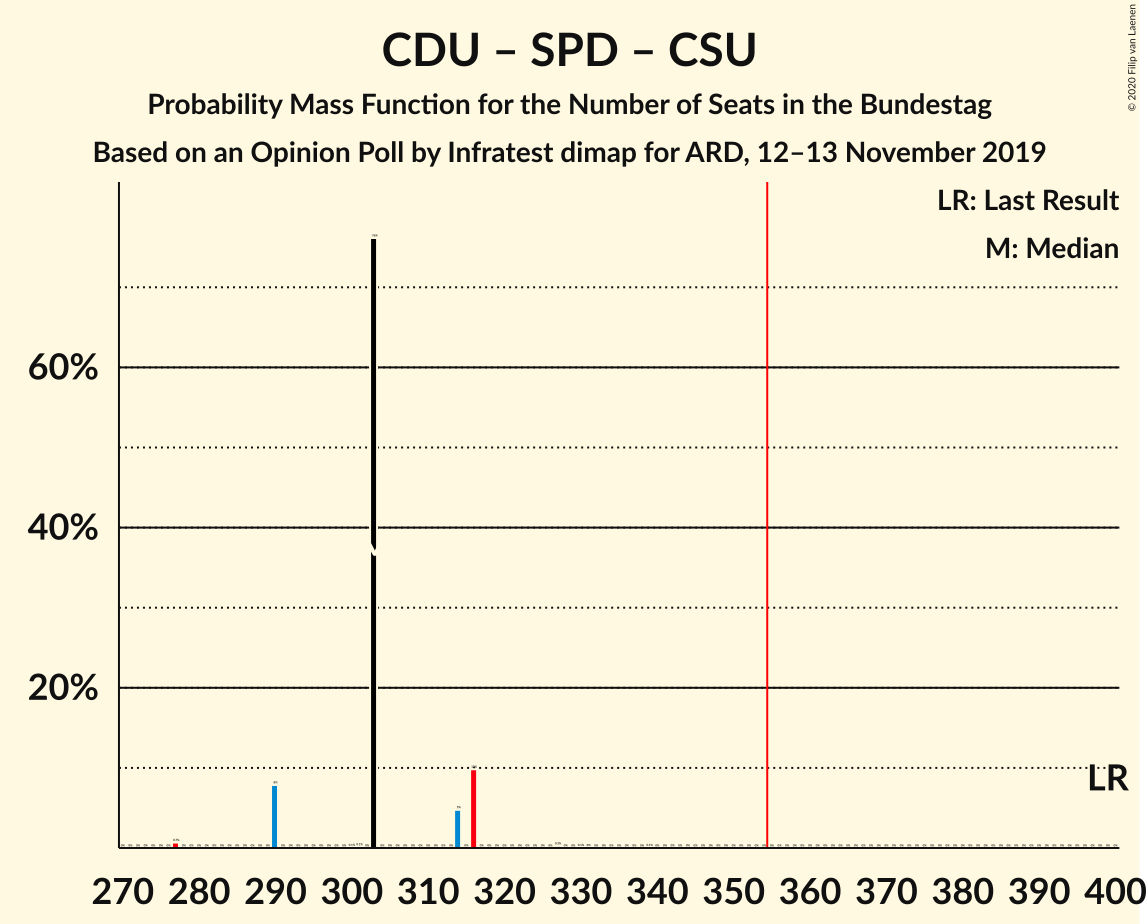 CDU – SPD – CSU
Probability Mass Function for the Number of Seats in the Bundestag
Based on an Opinion Poll by Infratest dimap for ARD, 12–13 November 2019
© 2020 Filip van Laenen
LR: Last Result
M: Median
60%
40%
20%
LR
270 280 290 300 310 320 330 340 350 360 370 380 390 400